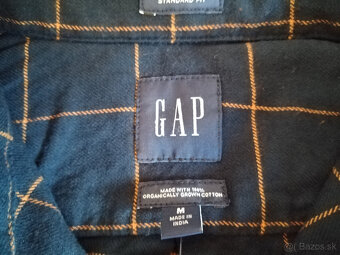 STANDARD FIT
GAP
MADE WITH 100%
ORGANICALLY GROWN COTTON
M
MADE IN
INDIA
Bazos.sk